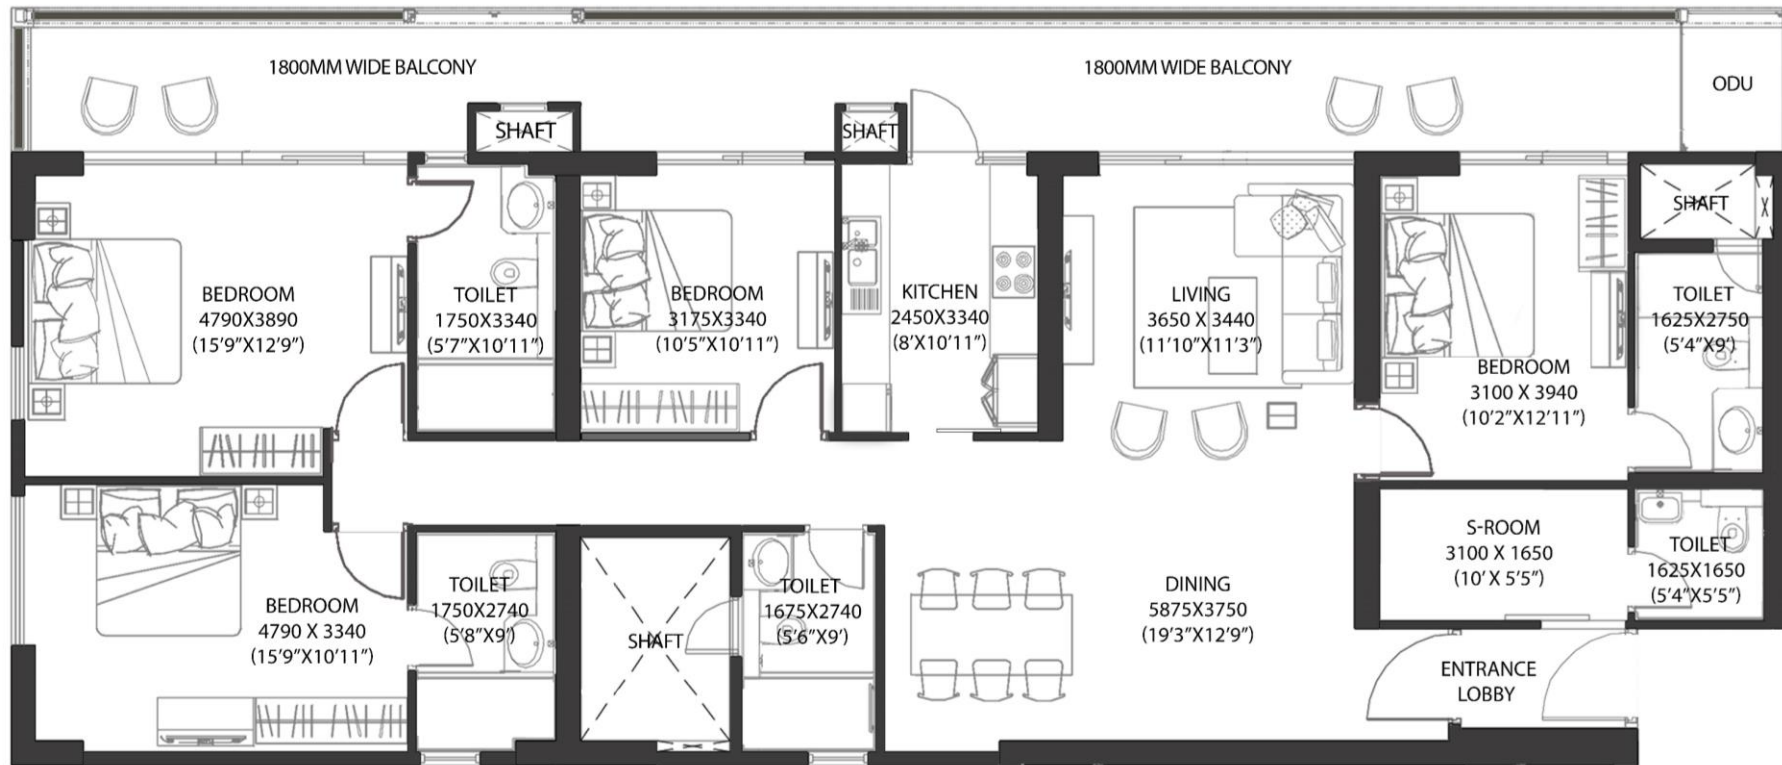 1800MM WIDE BALCONY
1800MM WIDE BALCONY
ODU
SHAFT
SHAFT
SHAFT
BEDROOM
4790X3890
(15'9"X12'9")
TOILET
1750X3340
(5'7"X10'11")
BEDROOM
3175X3340
(10'5"X10'11")
KITCHEN
2450X3340
(8'X10'11")
LIVING
3650 X 3440
(11'10"X11'3")
BEDROOM
3100 X 3940
(10'2"X12'11")
TOILET
1625X2750
(5'4"X9')
S-ROOM
3100 X 1650
(10' X 5'5")
TOILET
1625X1650
(5'4"X5'5")
BEDROOM
4790 X 3340
(15'9"X10'11")
TOILET
1750X2740
(5'8"X9')
SHAFT
TOILET
1675X2740
(5'6"X9')
DINING
5875X3750
(19'3"X12'9")
ENTRANCE
LOBBY